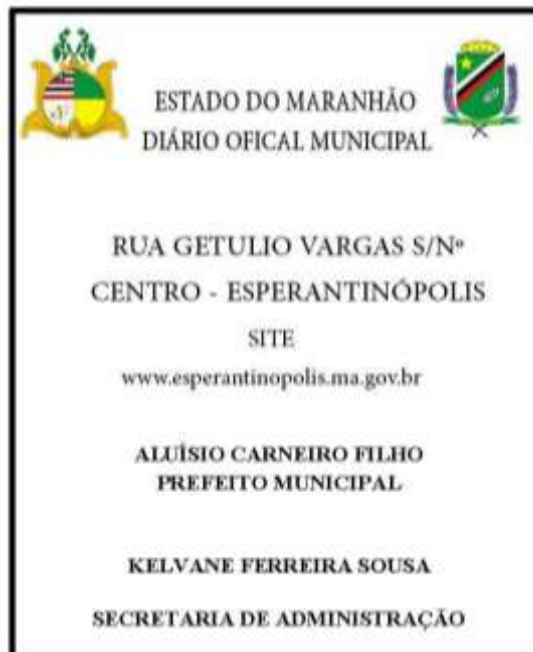 ESTADO DO MARANHÃO
DIÁRIO OFICAL MUNICIPAL
RUA GETULIO VARGAS S/Nº
CENTRO - ESPERANTINÓPOLIS
SITE
www.esperantinopolis.ma.gov.br
ALUÍSIO CARNEIRO FILHO
PREFEITO MUNICIPAL
KELVANE FERREIRA SOUSA
SECRETARIA DE ADMINISTRAÇÃO